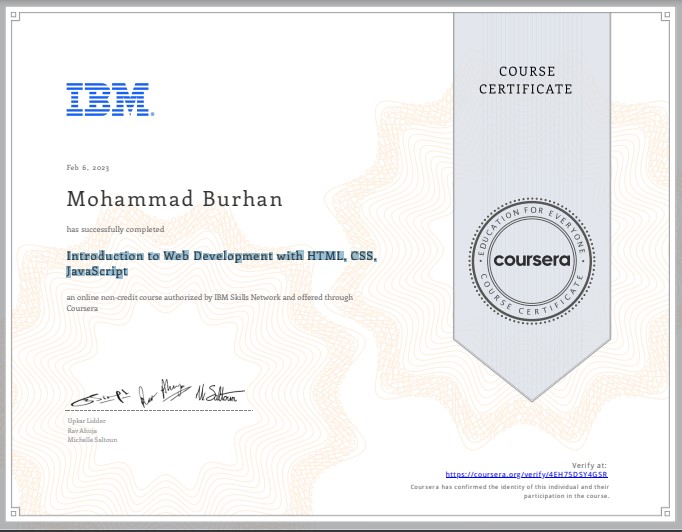 COURSE
CERTIFICATE
IBM®
Feb 6, 2023
Mohammad Burhan
has successfully completed
Introduction to Web Development with HTML, CSS,
JavaScript
an online non-credit course authorized by IBM Skills Network and offered through
Coursera
EDUCATION FOR EVERYONE
coursera
COURSE CERTIFICATE
Upkar Lidder
Rav Ahuja
Michelle Saltoun
Verify at:
https://coursera.org/verify/4EH75DSY4GSR
Coursera has confirmed the identity of this individual and their
participation in the course.